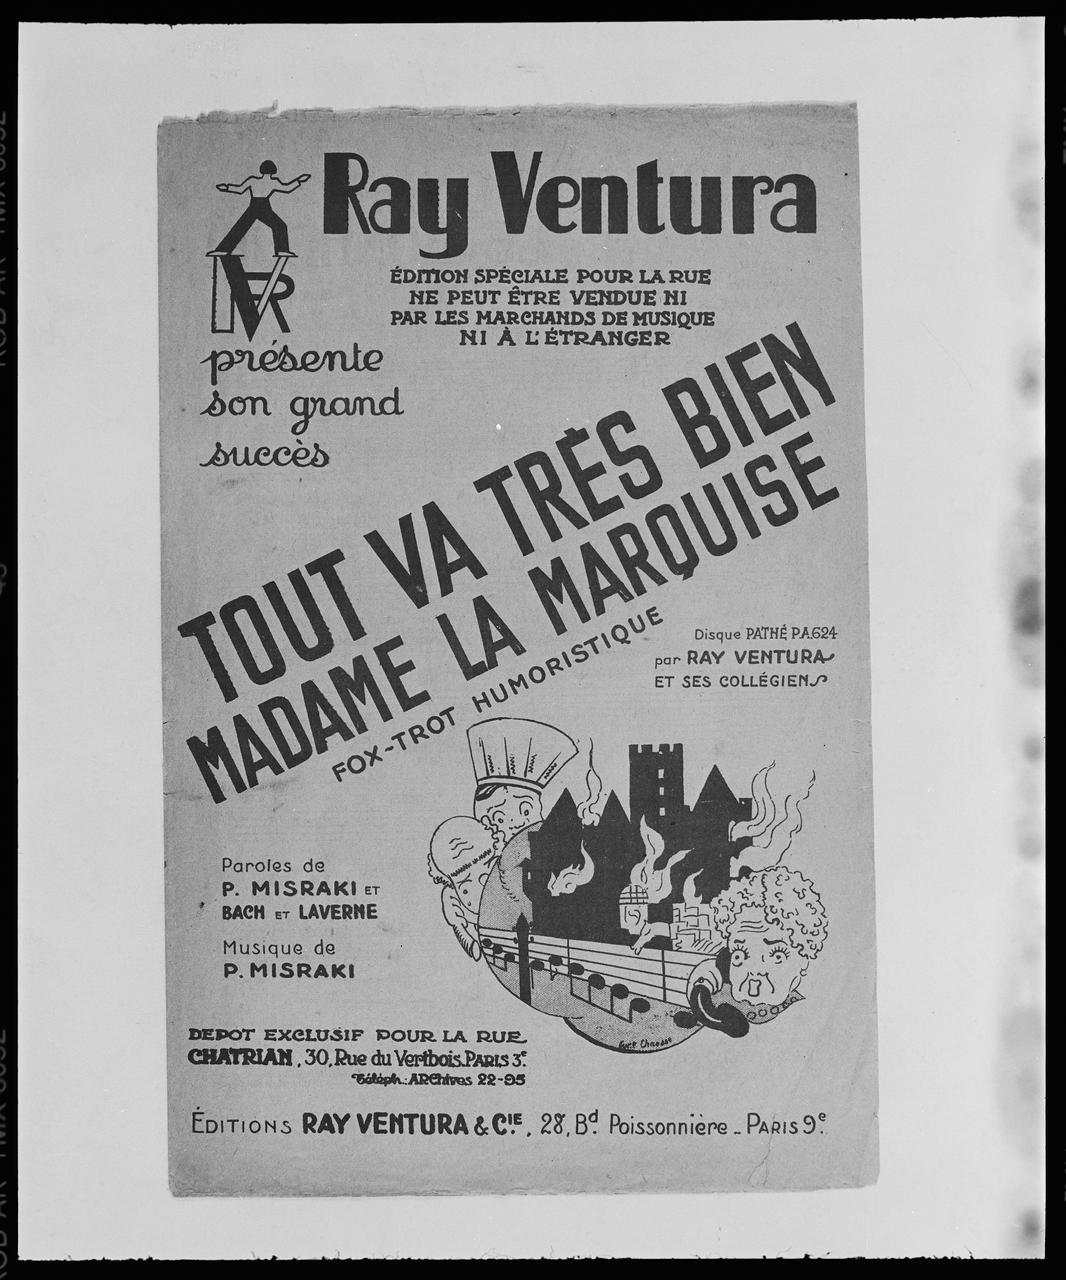 Ray Ventura
ÉDITION SPÉCIALE POUR LA RUE
NE PEUT ÊTRE VENDUE NI
PAR LES MARCHANDS DE MUSIQUE
NI À L'ÉTRANGER
présente
son grand
succès
TOUT VA TRÈS BIEN
MADAME LA MARQUISE
FOX-TROT HUMORISTIQUE
Disque PATHÉ P.A.624
par RAY VENTURA
ET SES COLLÉGIENS
Paroles de
P. MISRAKI ET
BACH ET LAVERNE
Musique de
P. MISRAKI
DEPOT EXCLUSIF POUR LA RUE
CHATRIAN, 30, Rue du Vertbois. PARIS 3e.
Téléph.: ARChives 22-95
ÉDITIONS RAY VENTURA & CIE., 28, Bd. Poissonnière - PARIS 9e.